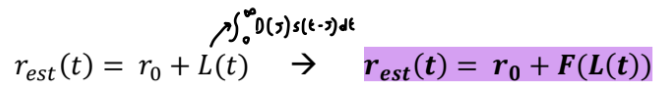 ↗∫₀^∞ D(τ)s(t-τ)dτ
r_est(t) = r₀ + L(t) → r_est(t) = r₀ + F(L(t))